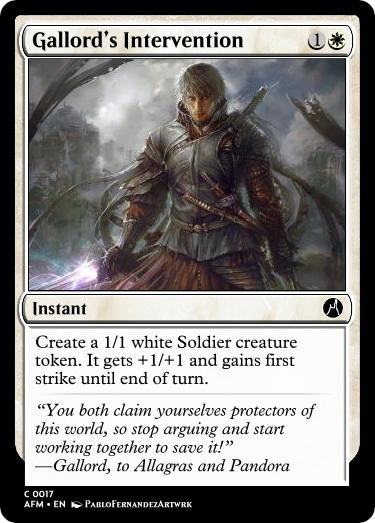 Gallord's Intervention 1
Instant
Create a 1/1 white Soldier creature
token. It gets +1/+1 and gains first
strike until end of turn.
“You both claim yourselves protectors of
this world, so stop arguing and start
working together to save it!”
—Gallord, to Allagras and Pandora
C 0017
AFM • EN PabloFernandezArtwrk